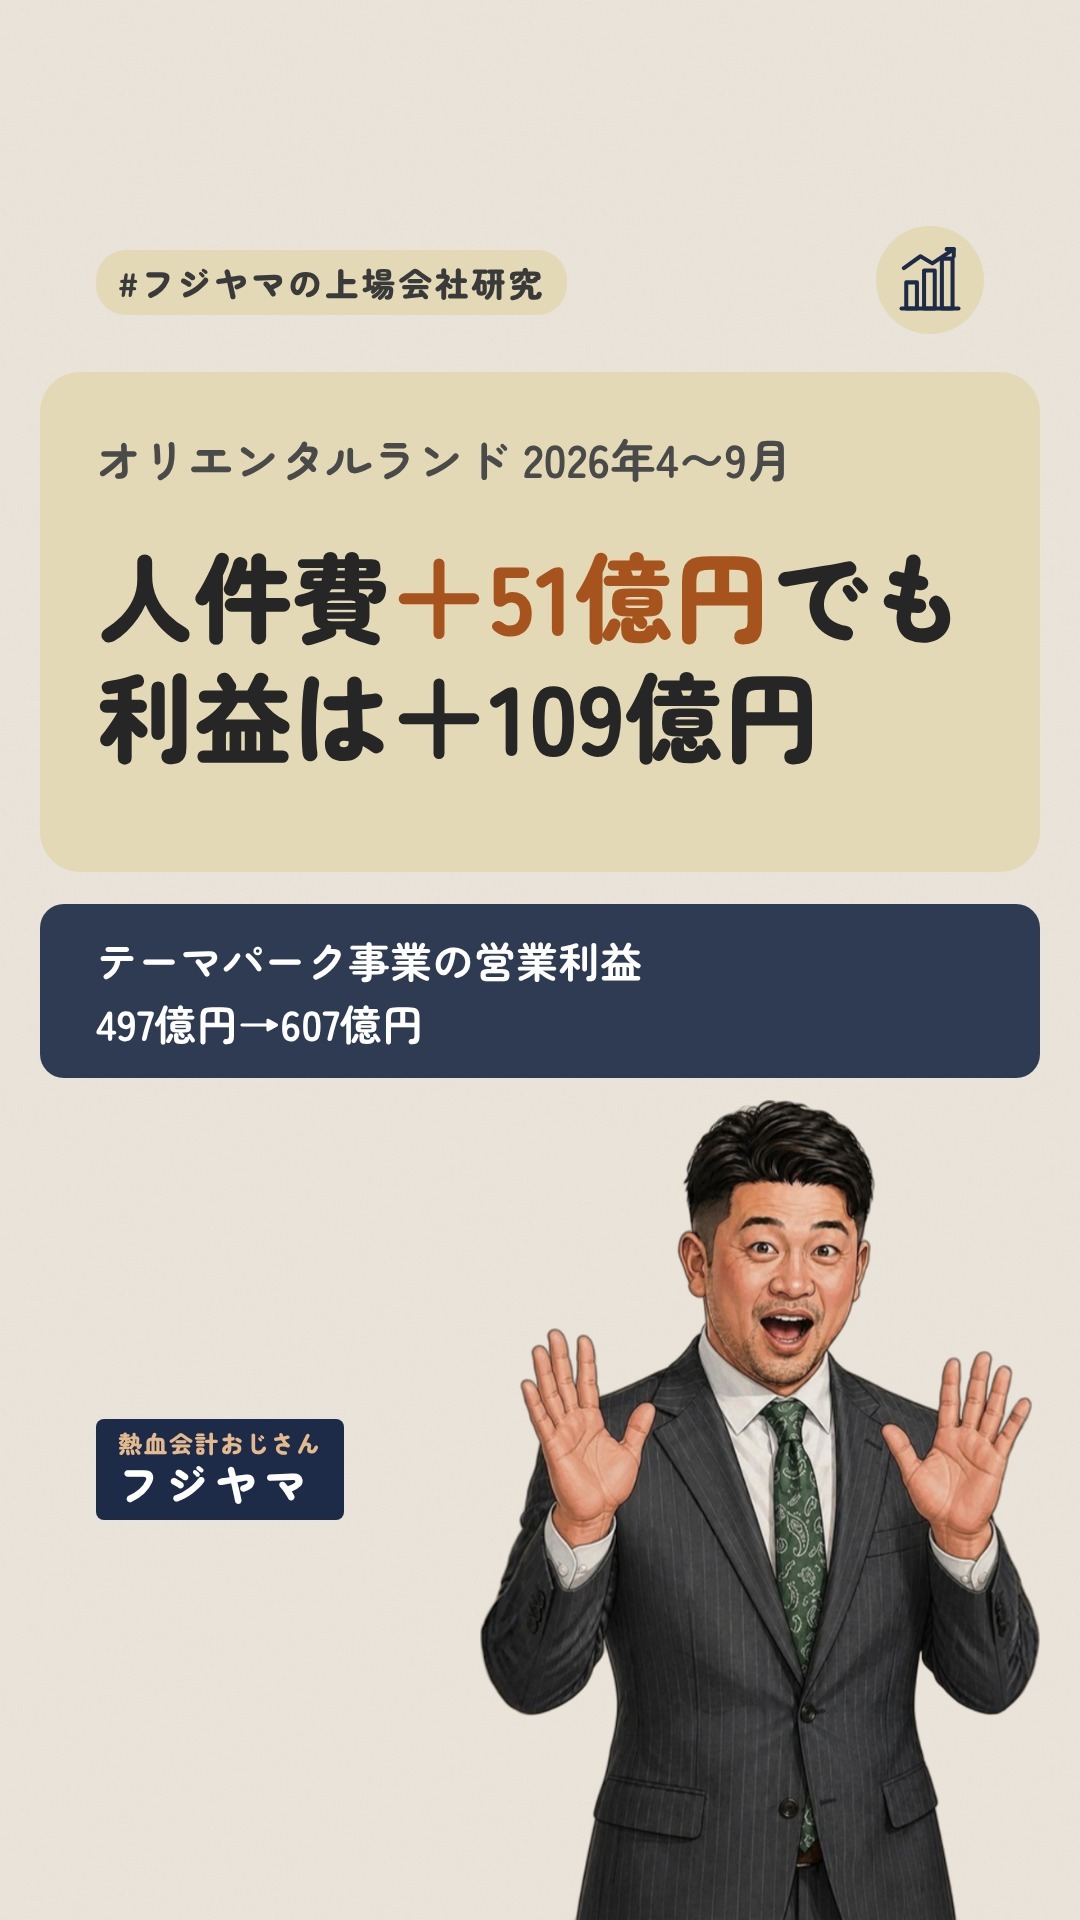 #フジヤマの上場会社研究
オリエンタルランド 2026年4〜9月
人件費＋51億円でも
利益は＋109億円
テーマパーク事業の営業利益
497億円→607億円
熱血会計おじさん
フジヤマ